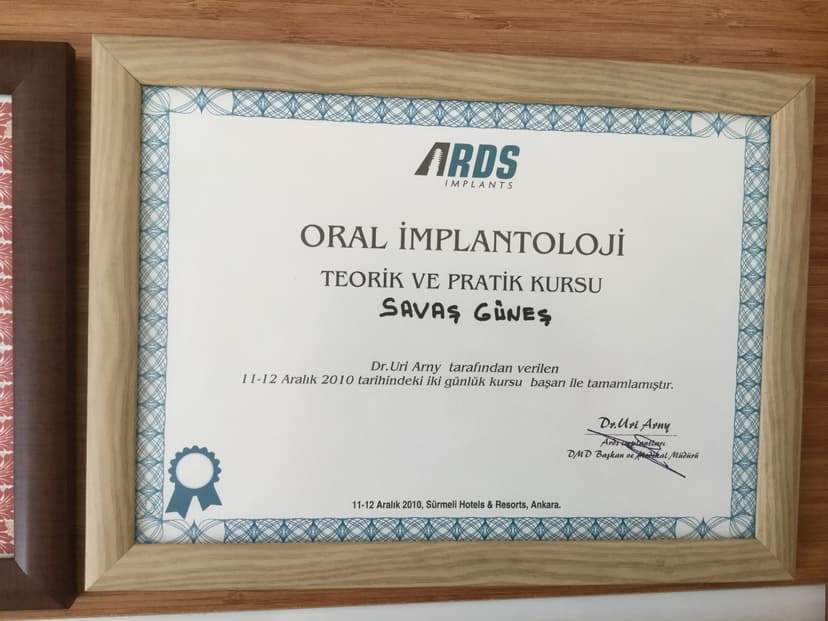 ARDS
IMPLANTS
ORAL İMPLANTOLOJİ
TEORİK VE PRATİK KURSU
SAVAŞ GÜNEŞ
Dr.Uri Arny tarafından verilen
11-12 Aralık 2010 tarihindeki iki günlük kursu başarı ile tamamlamıştır.
Dr.Uri Arny
Ards implantları
DMD Başkan ve Medikal Müdürü
11-12 Aralık 2010, Sürmeli Hotels & Resorts, Ankara.